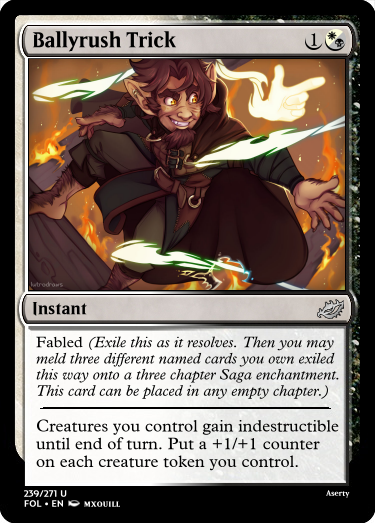 Ballyrush Trick 1
letradraws
Instant
Fabled (Exile this as it resolves. Then you may
meld three different named cards you own exiled
this way onto a three chapter Saga enchantment.
This card can be placed in any empty chapter.)
Creatures you control gain indestructible
until end of turn. Put a +1/+1 counter
on each creature token you control.
239/271 U
Aserty
FOL • EN MXOUILL